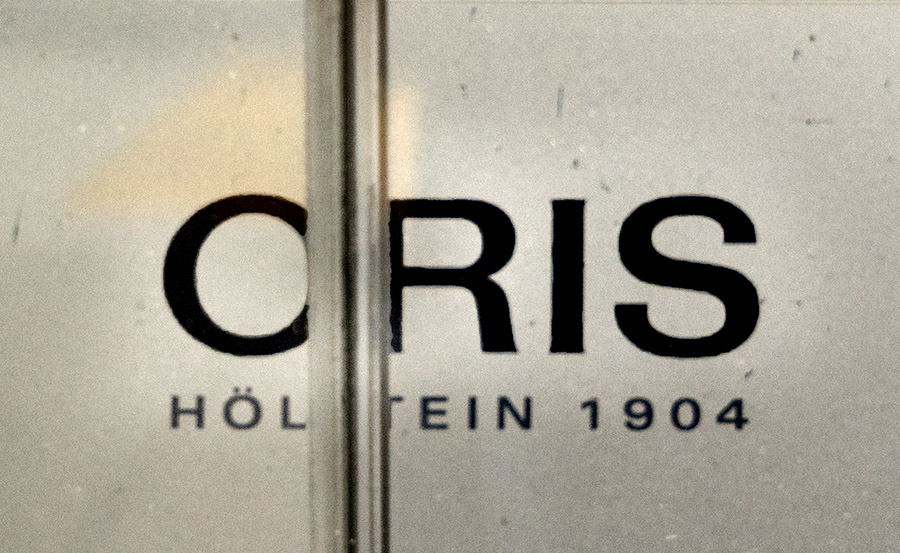 ORIS
HÖLSTEIN 1904